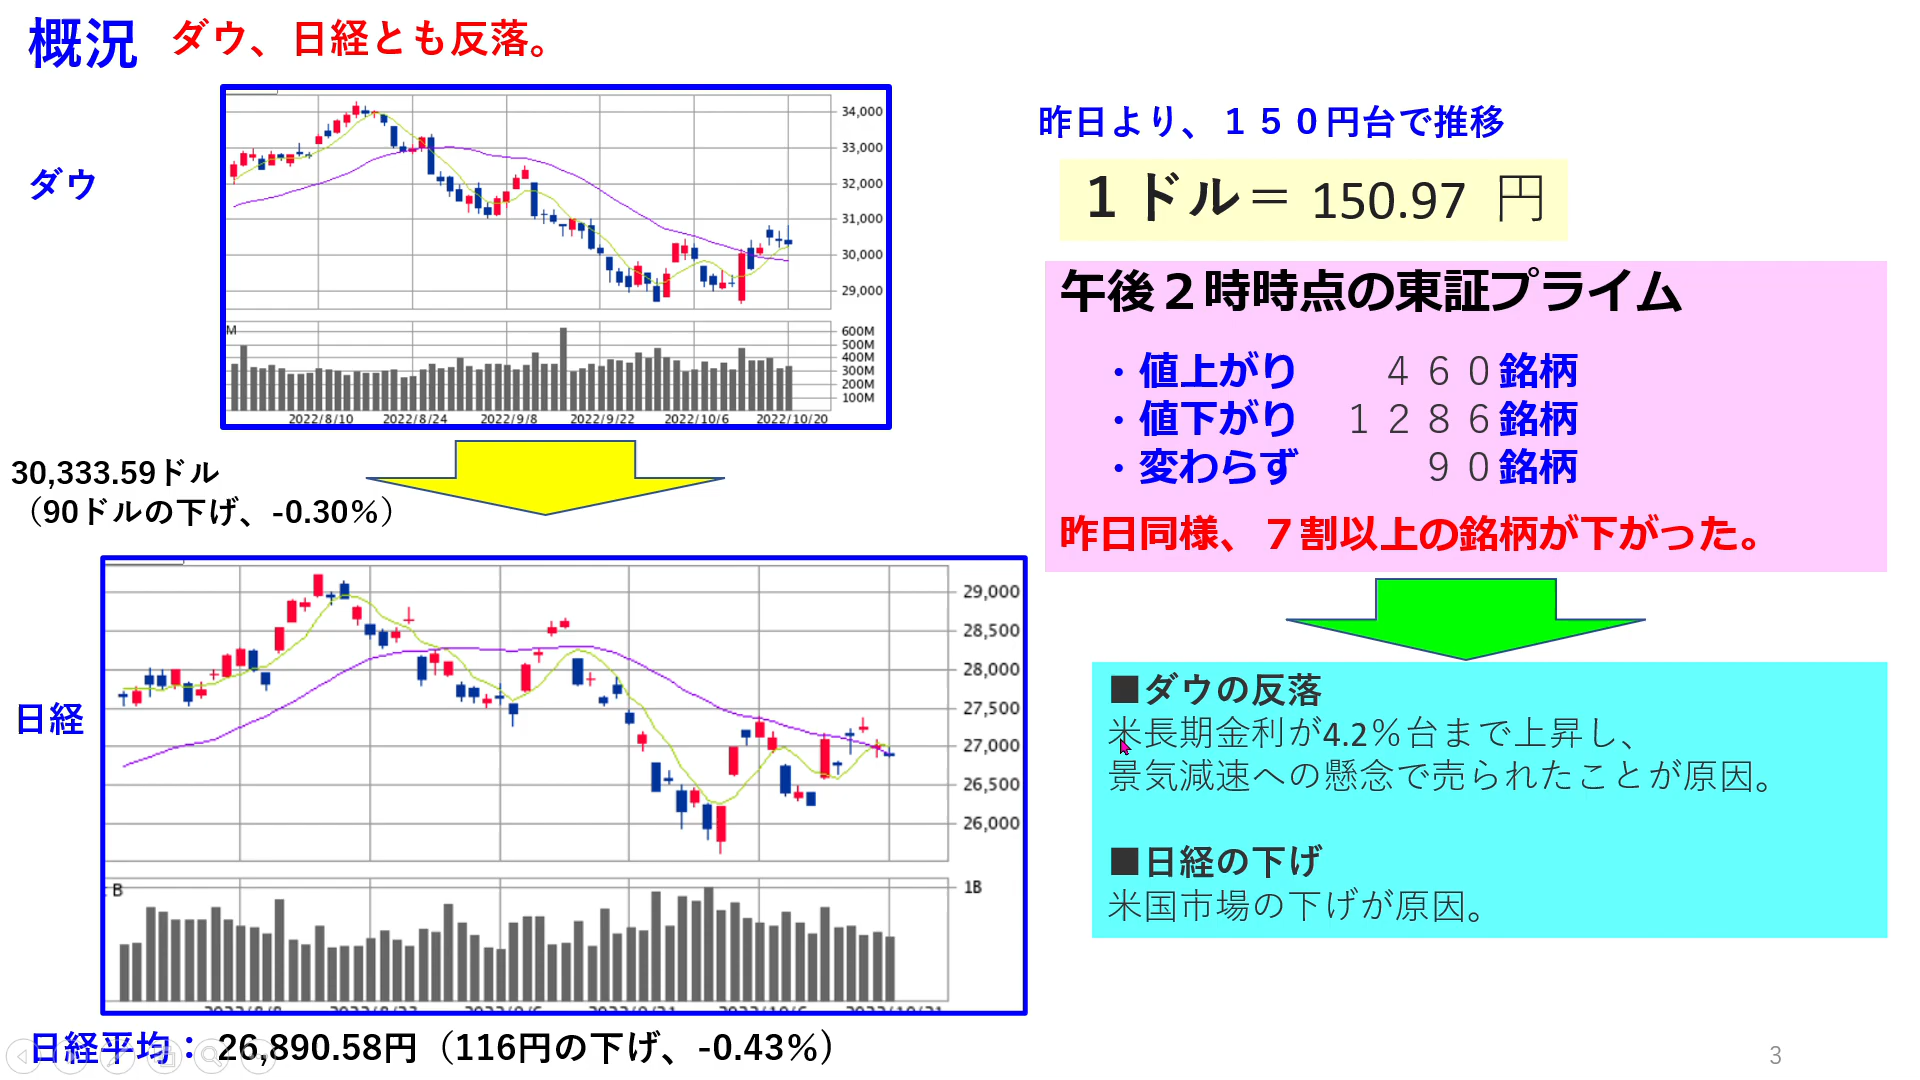 概況
ダウ、日経とも反落。
ダウ
34,000
33,000
32,000
31,000
30,000
29,000
M
600M
500M
400M
300M
200M
100M
2022/8/10
2022/8/24
2022/9/8
2022/9/22
2022/10/6
2022/10/20
30,333.59ドル
（90ドルの下げ、-0.30%）
日経
29,000
28,500
28,000
27,500
27,000
26,500
26,000
B
1B
日経平均： 26,890.58円（116円の下げ、-0.43%）
昨日より、１５０円台で推移
１ドル＝ 150.97 円
午後２時時点の東証プライム
・値上がり ４６０銘柄
・値下がり １２８６銘柄
・変わらず ９０銘柄
昨日同様、７割以上の銘柄が下がった。
■ダウの反落
米長期金利が4.2％台まで上昇し、
景気減速への懸念で売られたことが原因。
■日経の下げ
米国市場の下げが原因。
3